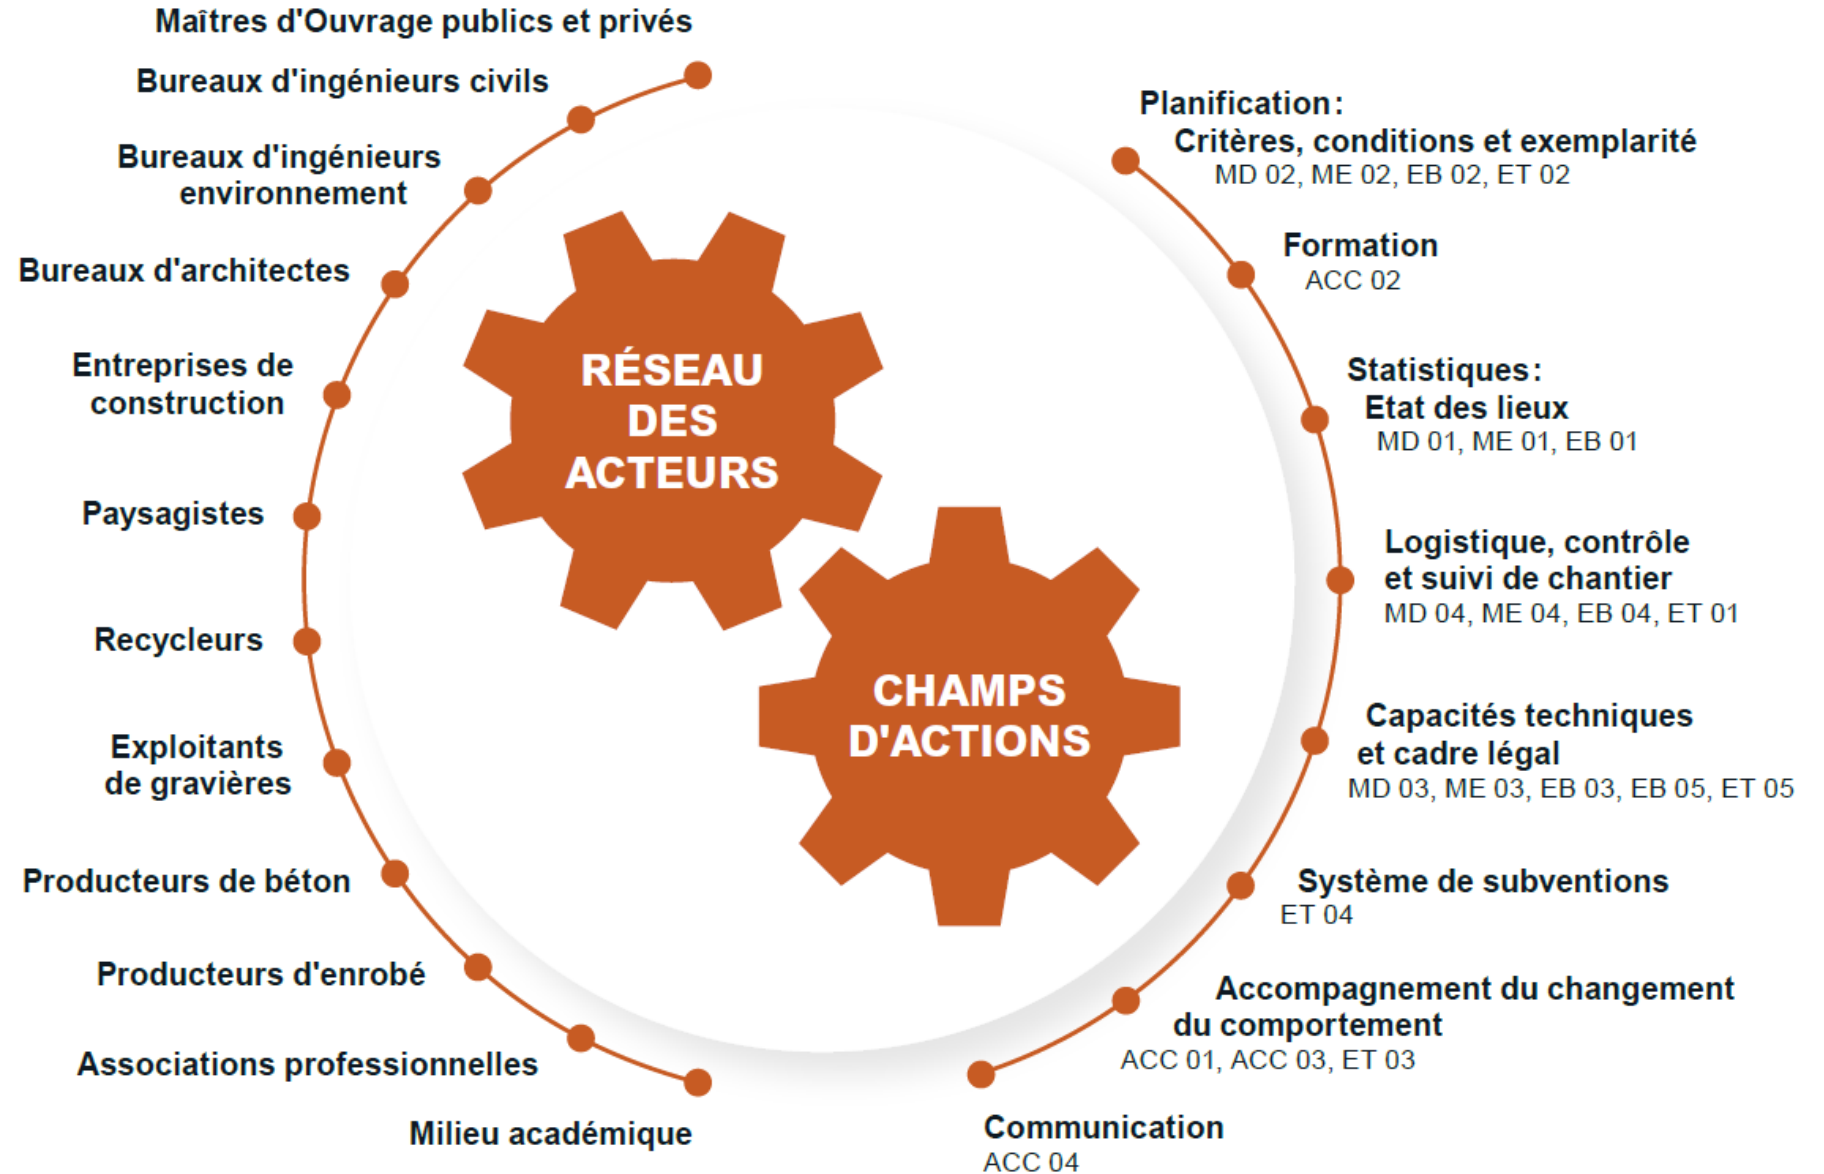 Maîtres d'Ouvrage publics et privés
Bureaux d'ingénieurs civils
Bureaux d'ingénieurs
environnement
Bureaux d'architectes
Entreprises de
construction
Paysagistes
Recycleurs
Exploitants
de gravières
Producteurs de béton
Producteurs d'enrobé
Associations professionnelles
Milieu académique
RÉSEAU
DES
ACTEURS
CHAMPS
D'ACTIONS
Planification:
Critères, conditions et exemplarité
MD 02, ME 02, EB 02, ET 02
Formation
ACC 02
Statistiques:
Etat des lieux
MD 01, ME 01, EB 01
Logistique, contrôle
et suivi de chantier
MD 04, ME 04, EB 04, ET 01
Capacités techniques
et cadre légal
MD 03, ME 03, EB 03, EB 05, ET 05
Système de subventions
ET 04
Accompagnement du changement
du comportement
ACC 01, ACC 03, ET 03
Communication
ACC 04